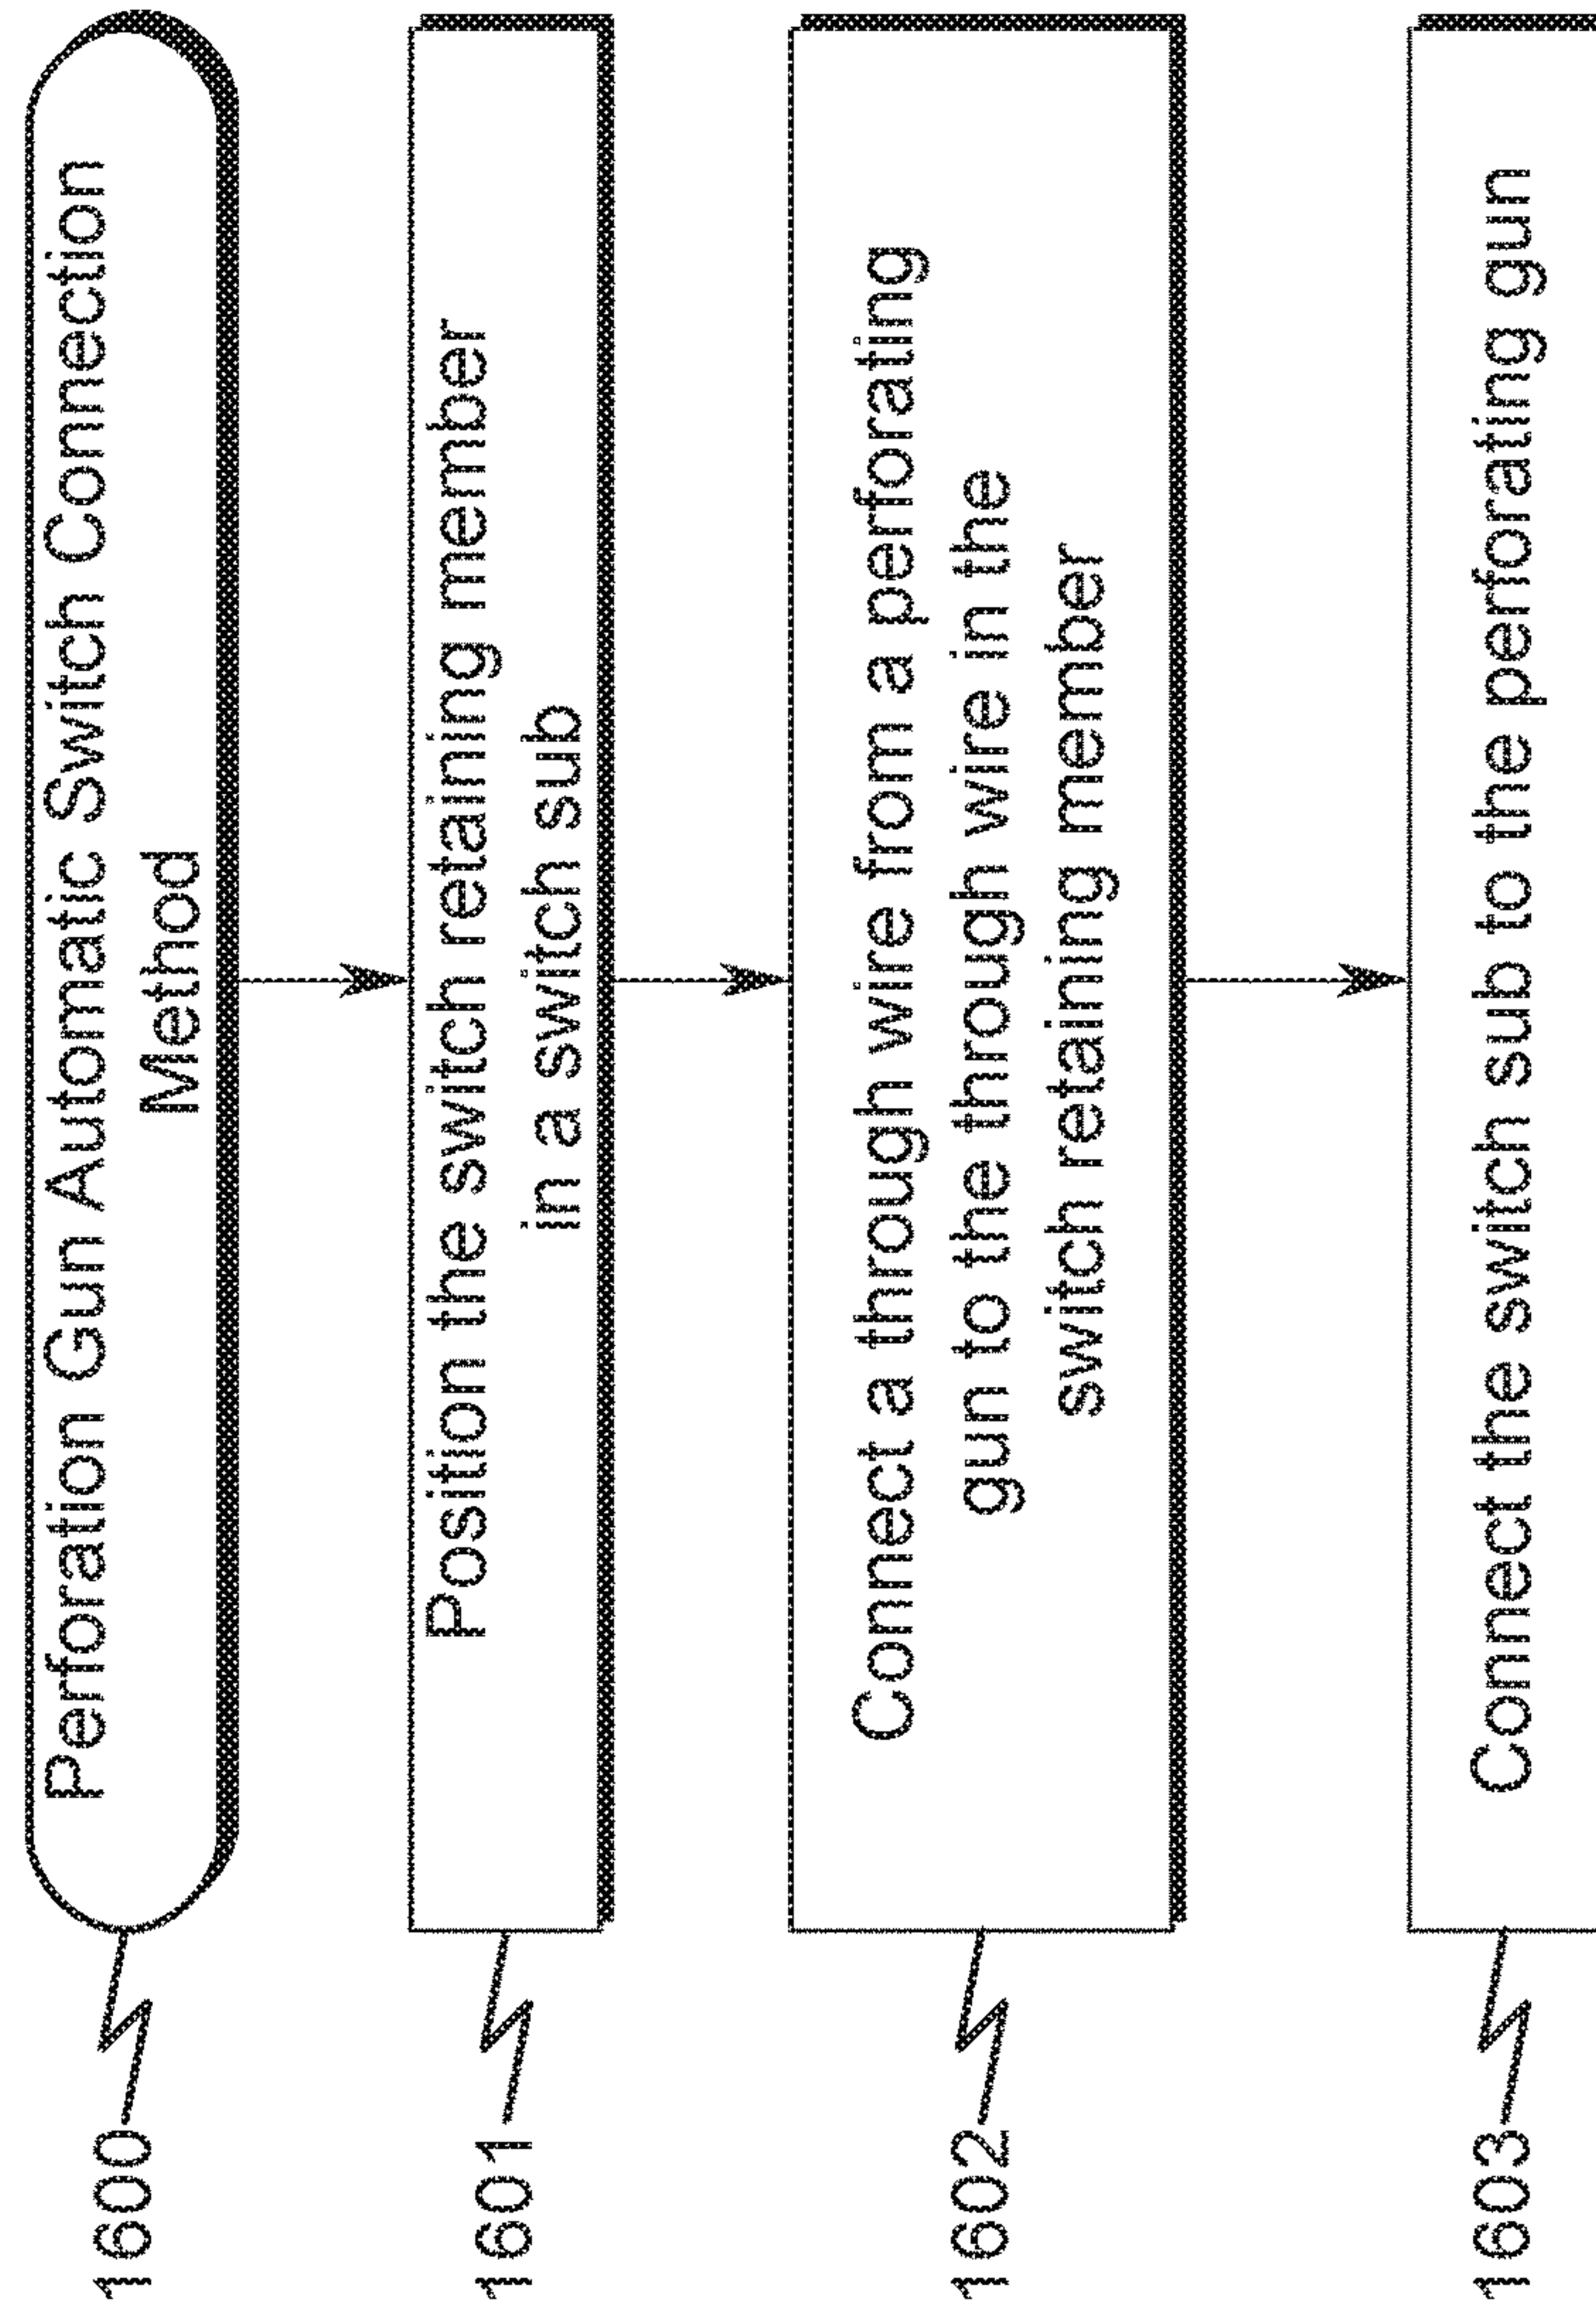 Perforation Gun Automatic Switch Connection
Method
1600
Position the switch retaining member
in a switch sub
1601
Connect a through wire from a perforating
gun to the through wire in the
switch retaining member
1602
Connect the switch sub to the perforating gun
1603